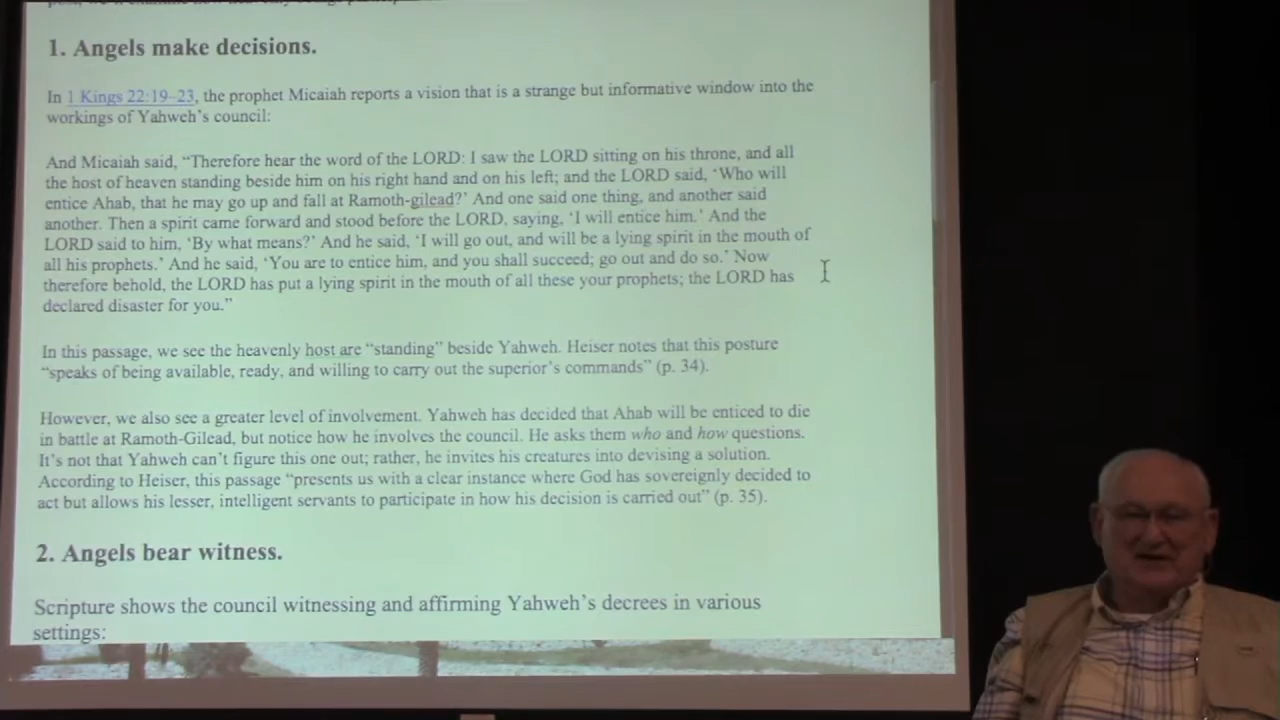 1. Angels make decisions.
In 1 Kings 22:19–23, the prophet Micaiah reports a vision that is a strange but informative window into the
workings of Yahweh's council:
And Micaiah said, “Therefore hear the word of the LORD: I saw the LORD sitting on his throne, and all
the host of heaven standing beside him on his right hand and on his left; and the LORD said, ‘Who will
entice Ahab, that he may go up and fall at Ramoth-gilead?’ And one said one thing, and another said
another. Then a spirit came forward and stood before the LORD, saying, ‘I will entice him.’ And the
LORD said to him, ‘By what means?’ And he said, ‘I will go out, and will be a lying spirit in the mouth of
all his prophets.’ And he said, ‘You are to entice him, and you shall succeed; go out and do so.’ Now
therefore behold, the LORD has put a lying spirit in the mouth of all these your prophets; the LORD has
declared disaster for you.”
In this passage, we see the heavenly host are “standing” beside Yahweh. Heiser notes that this posture
“speaks of being available, ready, and willing to carry out the superior's commands” (p. 34).
However, we also see a greater level of involvement. Yahweh has decided that Ahab will be enticed to die
in battle at Ramoth-Gilead, but notice how he involves the council. He asks them who and how questions.
It's not that Yahweh can't figure this one out; rather, he invites his creatures into devising a solution.
According to Heiser, this passage “presents us with a clear instance where God has sovereignly decided to
act but allows his lesser, intelligent servants to participate in how his decision is carried out” (p. 35).
2. Angels bear witness.
Scripture shows the council witnessing and affirming Yahweh's decrees in various
settings: